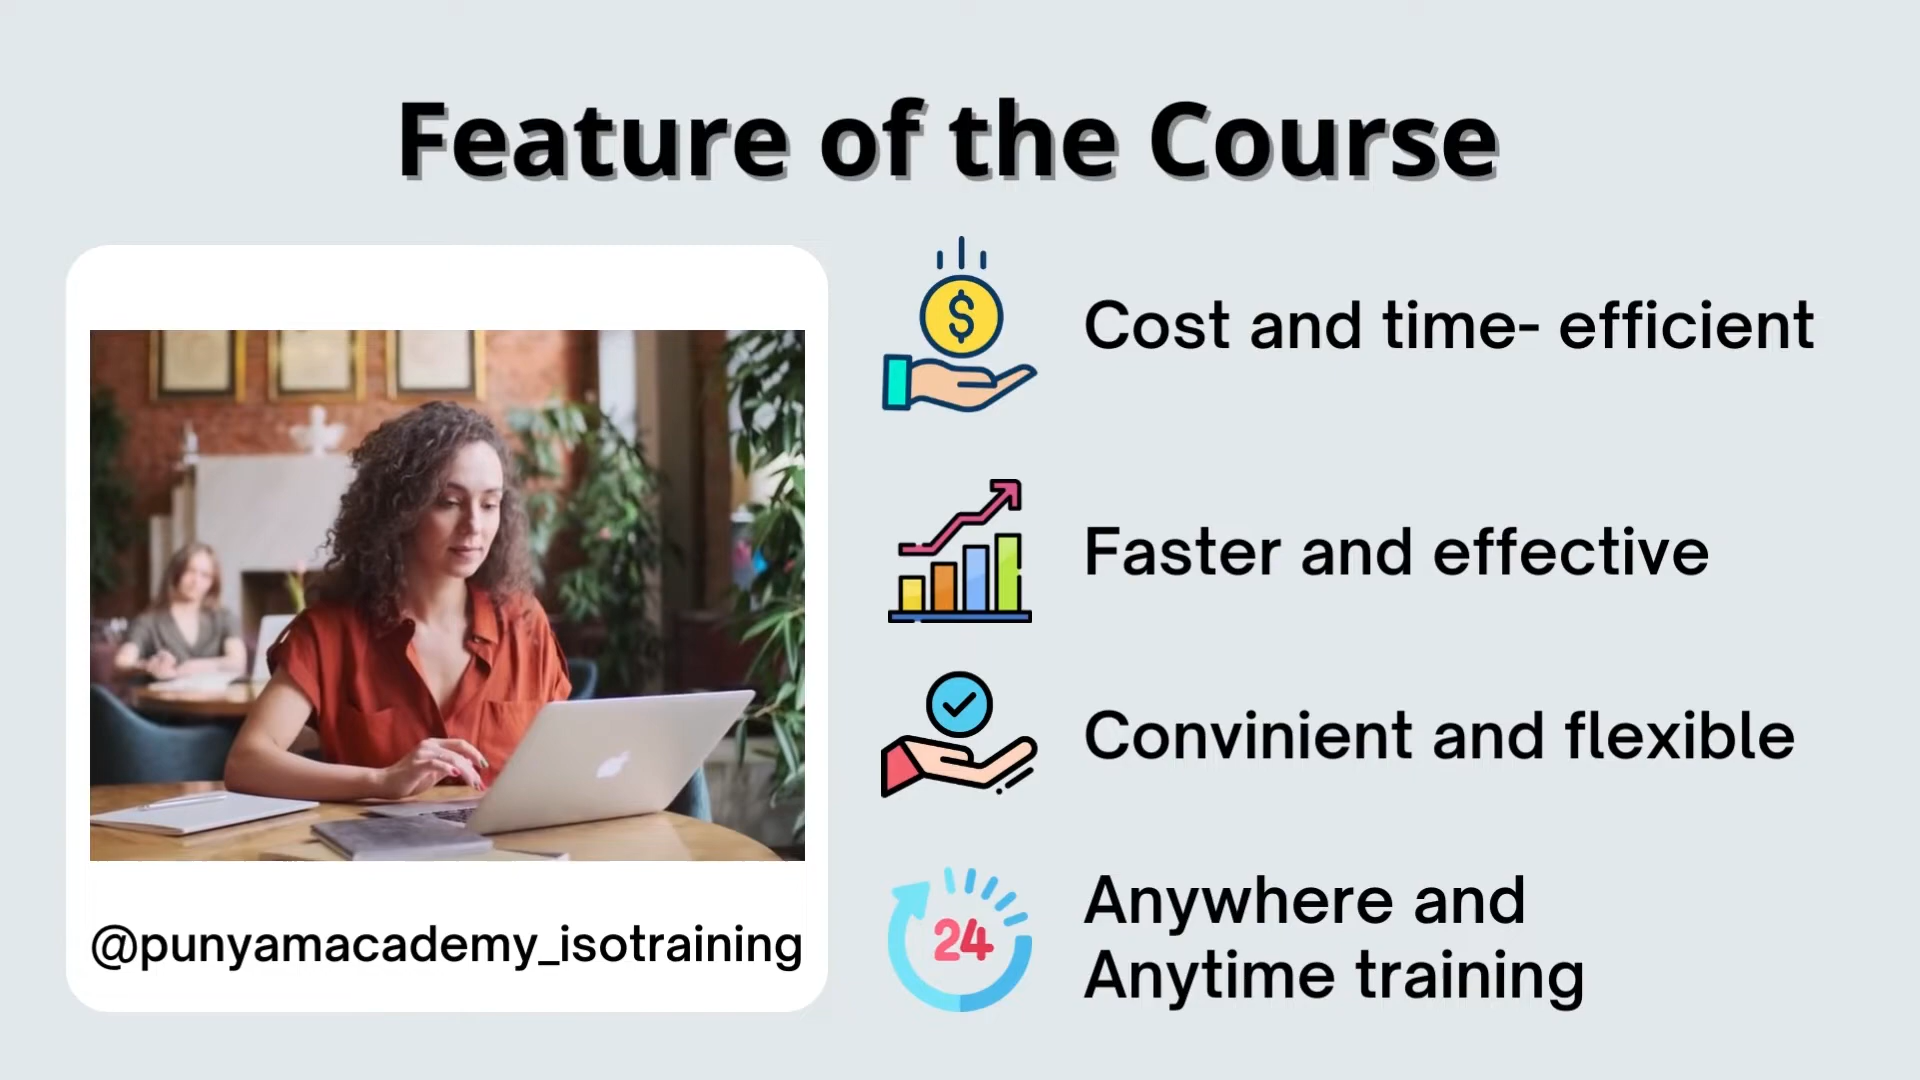 Feature of the Course
Cost and time- efficient
Faster and effective
Convinient and flexible
24
Anywhere and
Anytime training
@punyamacademy_isotraining